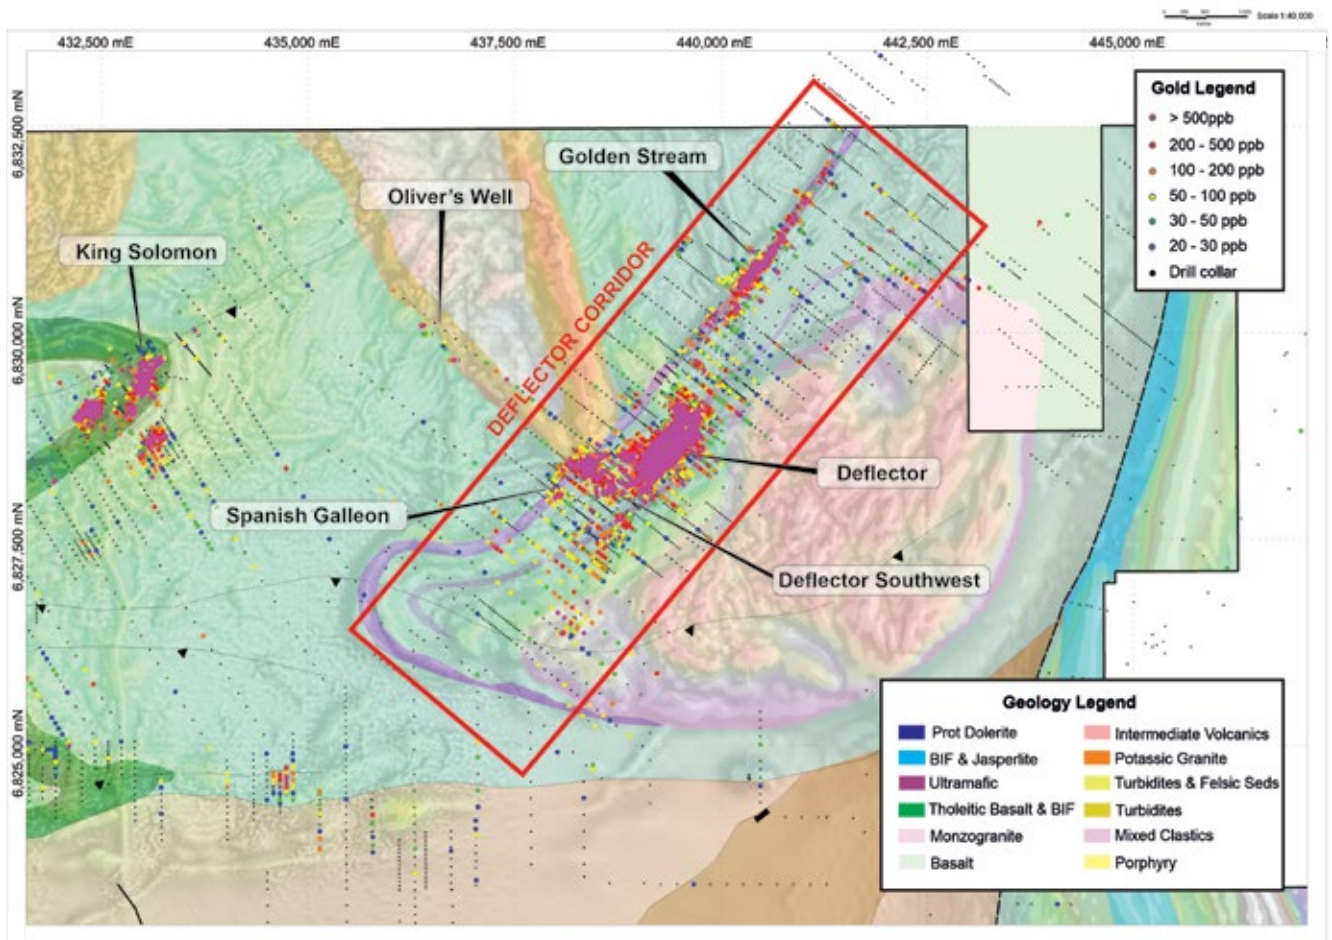 Scale 1:40,000
432,500 mE
435,000 mE
437,500 mE
440,000 mE
442,500 mE
445,000 mE
6,832,500 mN
6,830,000 mN
6,827,500 mN
6,825,000 mN
Golden Stream
Oliver's Well
King Solomon
DEFLECTOR CORRIDOR
Deflector
Spanish Galleon
Deflector Southwest
Gold Legend
> 500ppb
200 - 500 ppb
100 - 200 ppb
50 - 100 ppb
30 - 50 ppb
20 - 30 ppb
Drill collar
Geology Legend
Prot Dolerite
BIF & Jasperlite
Ultramafic
Tholeitic Basalt & BIF
Monzogranite
Basalt
Intermediate Volcanics
Potassic Granite
Turbidites & Felsic Seds
Turbidites
Mixed Clastics
Porphyry